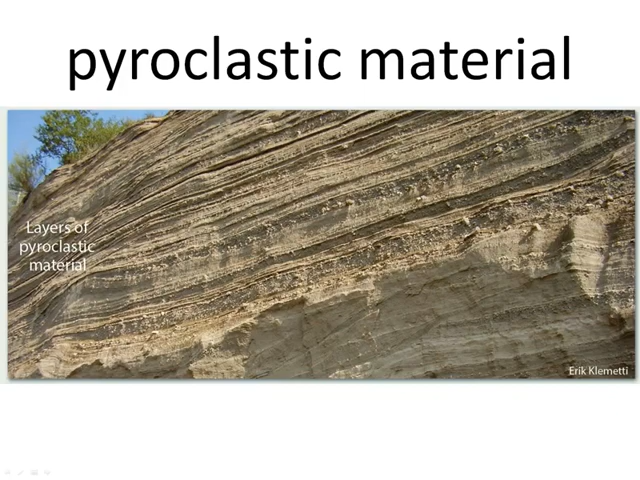 pyroclastic material
Layers of
pyroclastic
material
Erik Klemetti